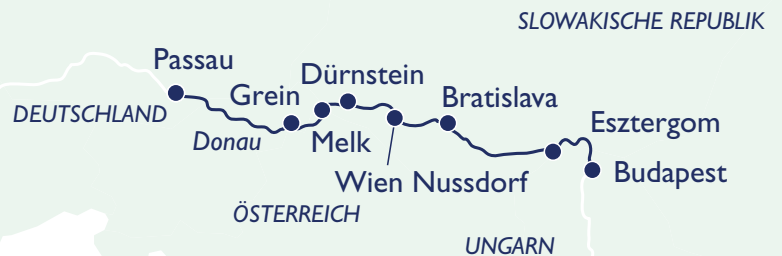 SLOWAKISCHE REPUBLIK
Passau
Dürnstein
Grein
Bratislava
DEUTSCHLAND
Esztergom
Donau
Melk
Budapest
Wien Nussdorf
ÖSTERREICH
UNGARN